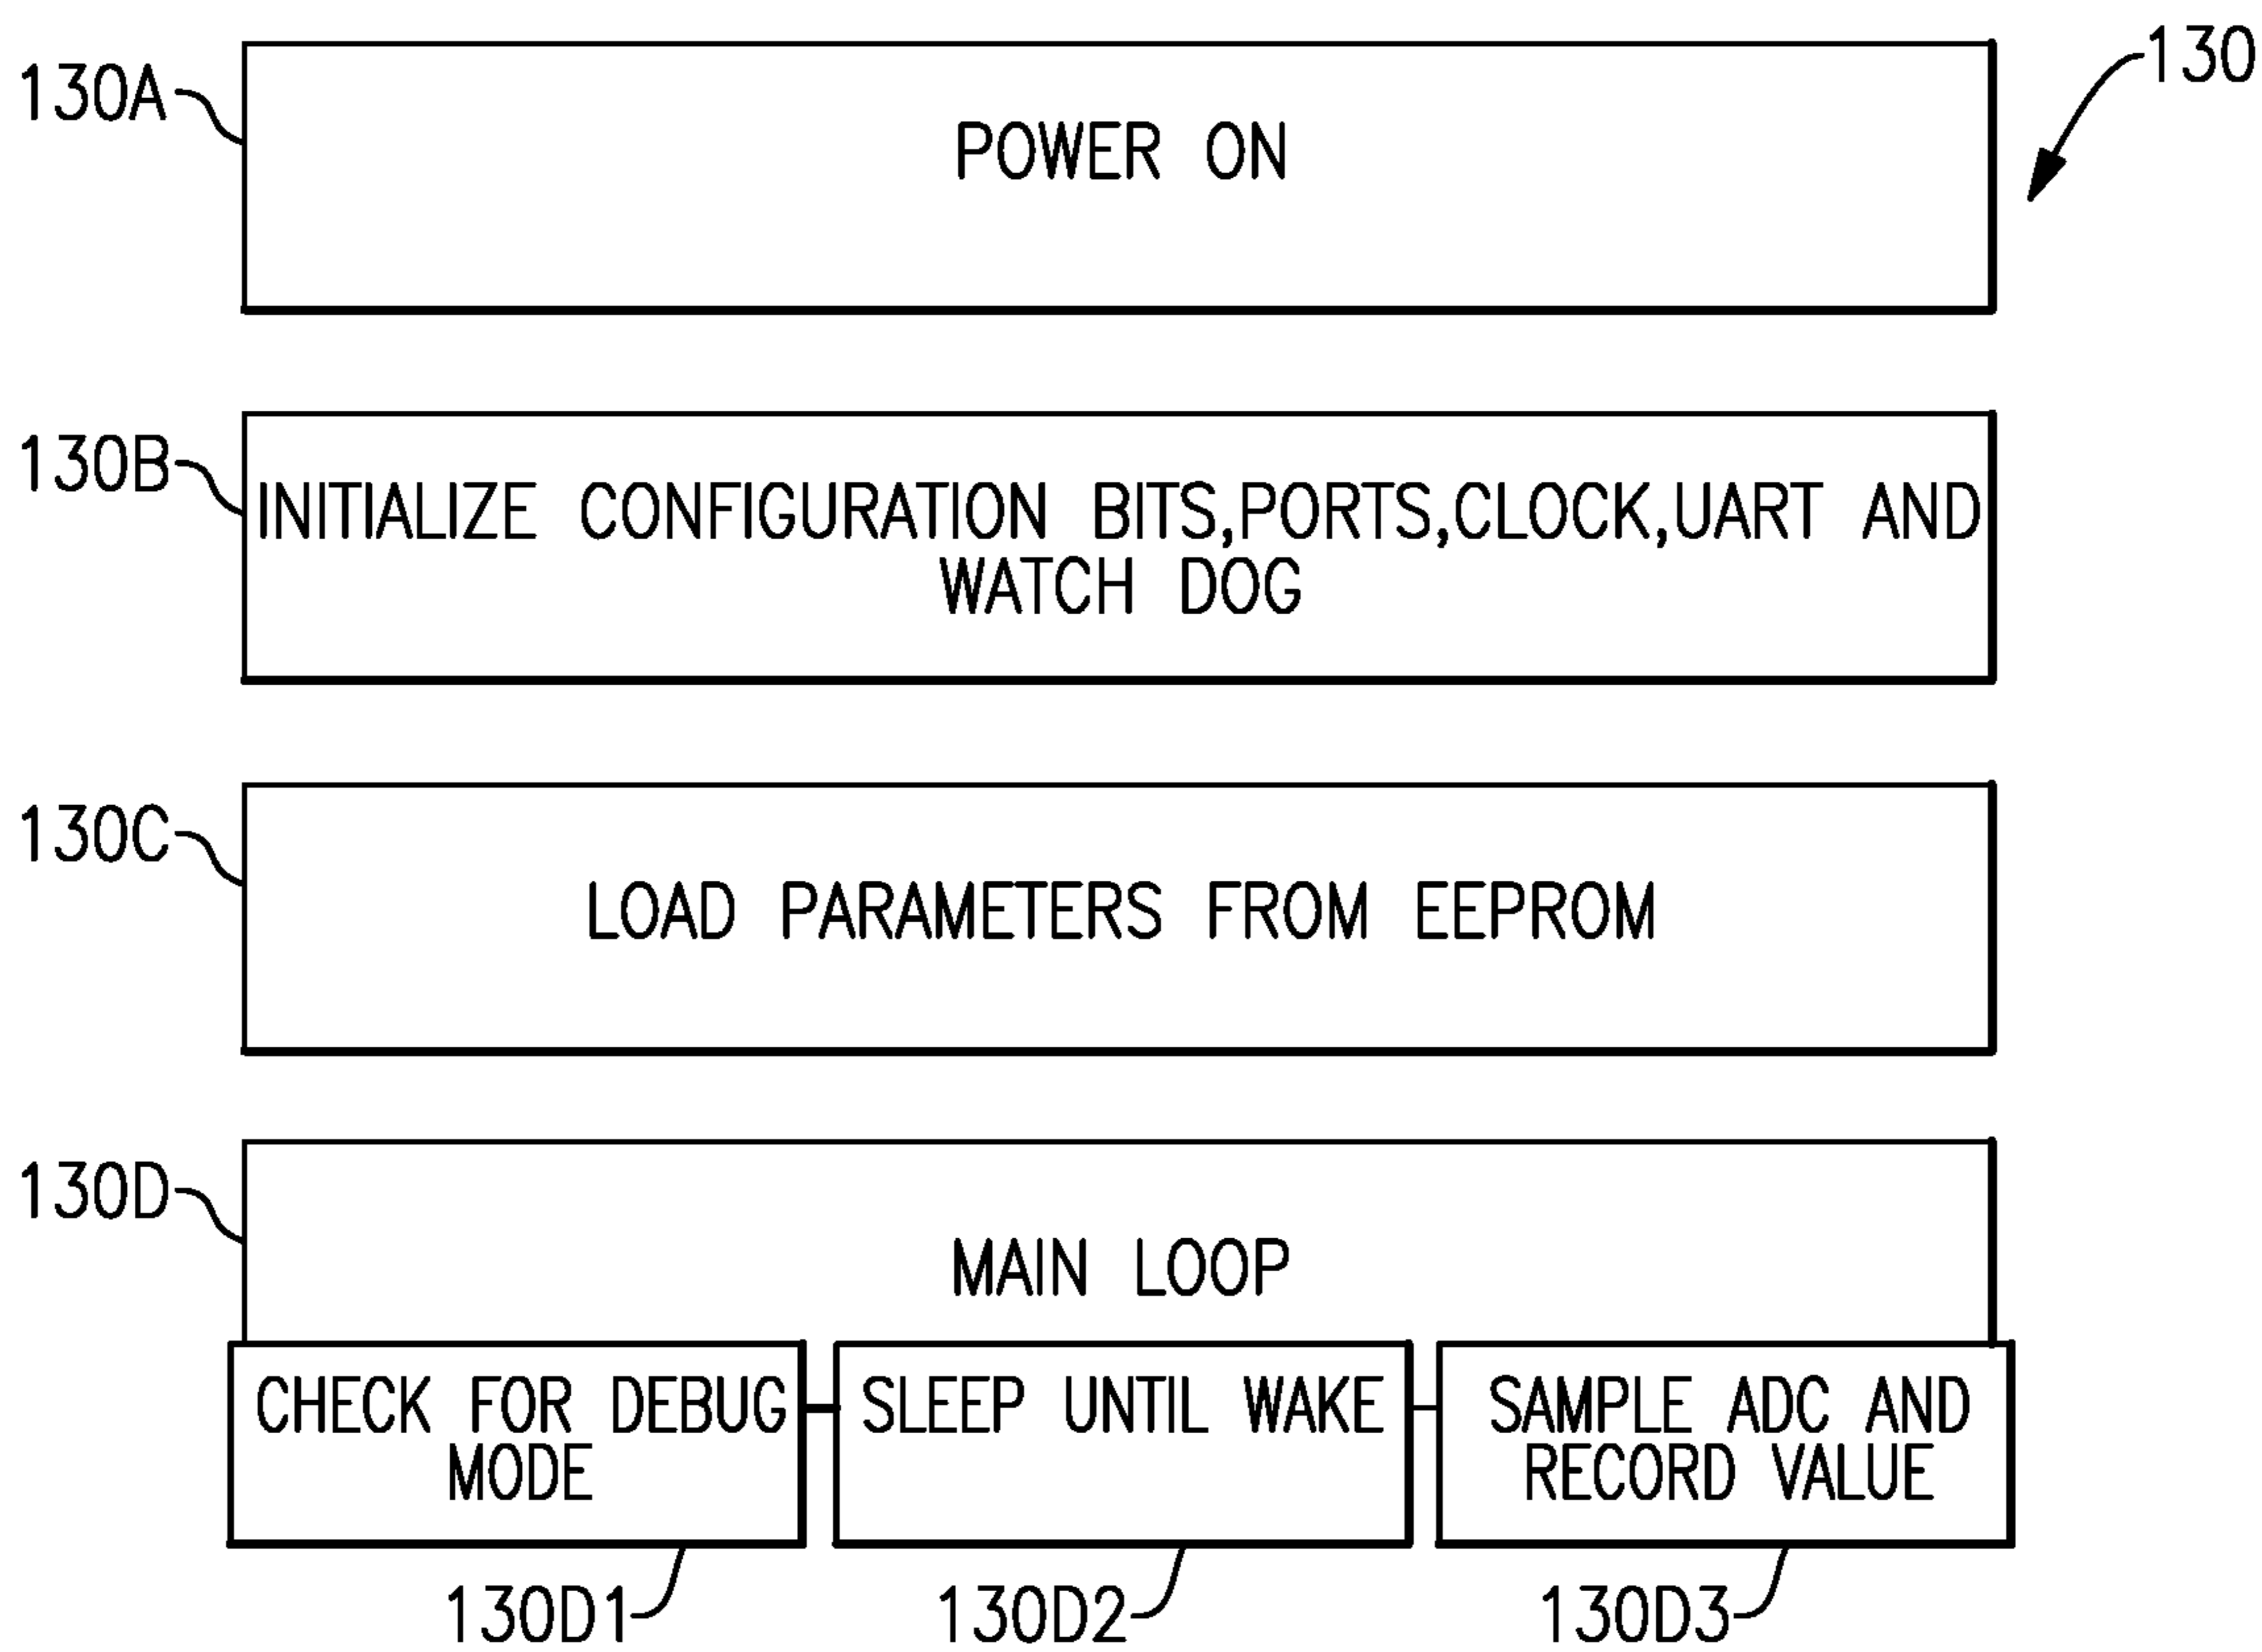 130
130A
POWER ON
130B
INITIALIZE CONFIGURATION BITS,PORTS,CLOCK,UART AND
WATCH DOG
130C
LOAD PARAMETERS FROM EEPROM
130D
MAIN LOOP
CHECK FOR DEBUG
MODE
SLEEP UNTIL WAKE
SAMPLE ADC AND
RECORD VALUE
130D1
130D2
130D3